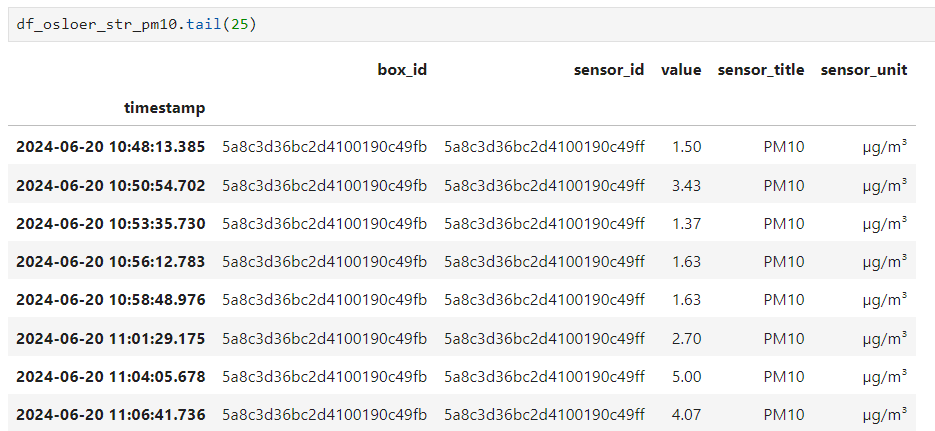 df_osloer_str_pm10.tail(25)
box_id sensor_id value sensor_title sensor_unit
timestamp
2024-06-20 10:48:13.385 5a8c3d36bc2d4100190c49fb 5a8c3d36bc2d4100190c49ff 1.50 PM10 µg/m³
2024-06-20 10:50:54.702 5a8c3d36bc2d4100190c49fb 5a8c3d36bc2d4100190c49ff 3.43 PM10 µg/m³
2024-06-20 10:53:35.730 5a8c3d36bc2d4100190c49fb 5a8c3d36bc2d4100190c49ff 1.37 PM10 µg/m³
2024-06-20 10:56:12.783 5a8c3d36bc2d4100190c49fb 5a8c3d36bc2d4100190c49ff 1.63 PM10 µg/m³
2024-06-20 10:58:48.976 5a8c3d36bc2d4100190c49fb 5a8c3d36bc2d4100190c49ff 1.63 PM10 µg/m³
2024-06-20 11:01:29.175 5a8c3d36bc2d4100190c49fb 5a8c3d36bc2d4100190c49ff 2.70 PM10 µg/m³
2024-06-20 11:04:05.678 5a8c3d36bc2d4100190c49fb 5a8c3d36bc2d4100190c49ff 5.00 PM10 µg/m³
2024-06-20 11:06:41.736 5a8c3d36bc2d4100190c49fb 5a8c3d36bc2d4100190c49ff 4.07 PM10 µg/m³